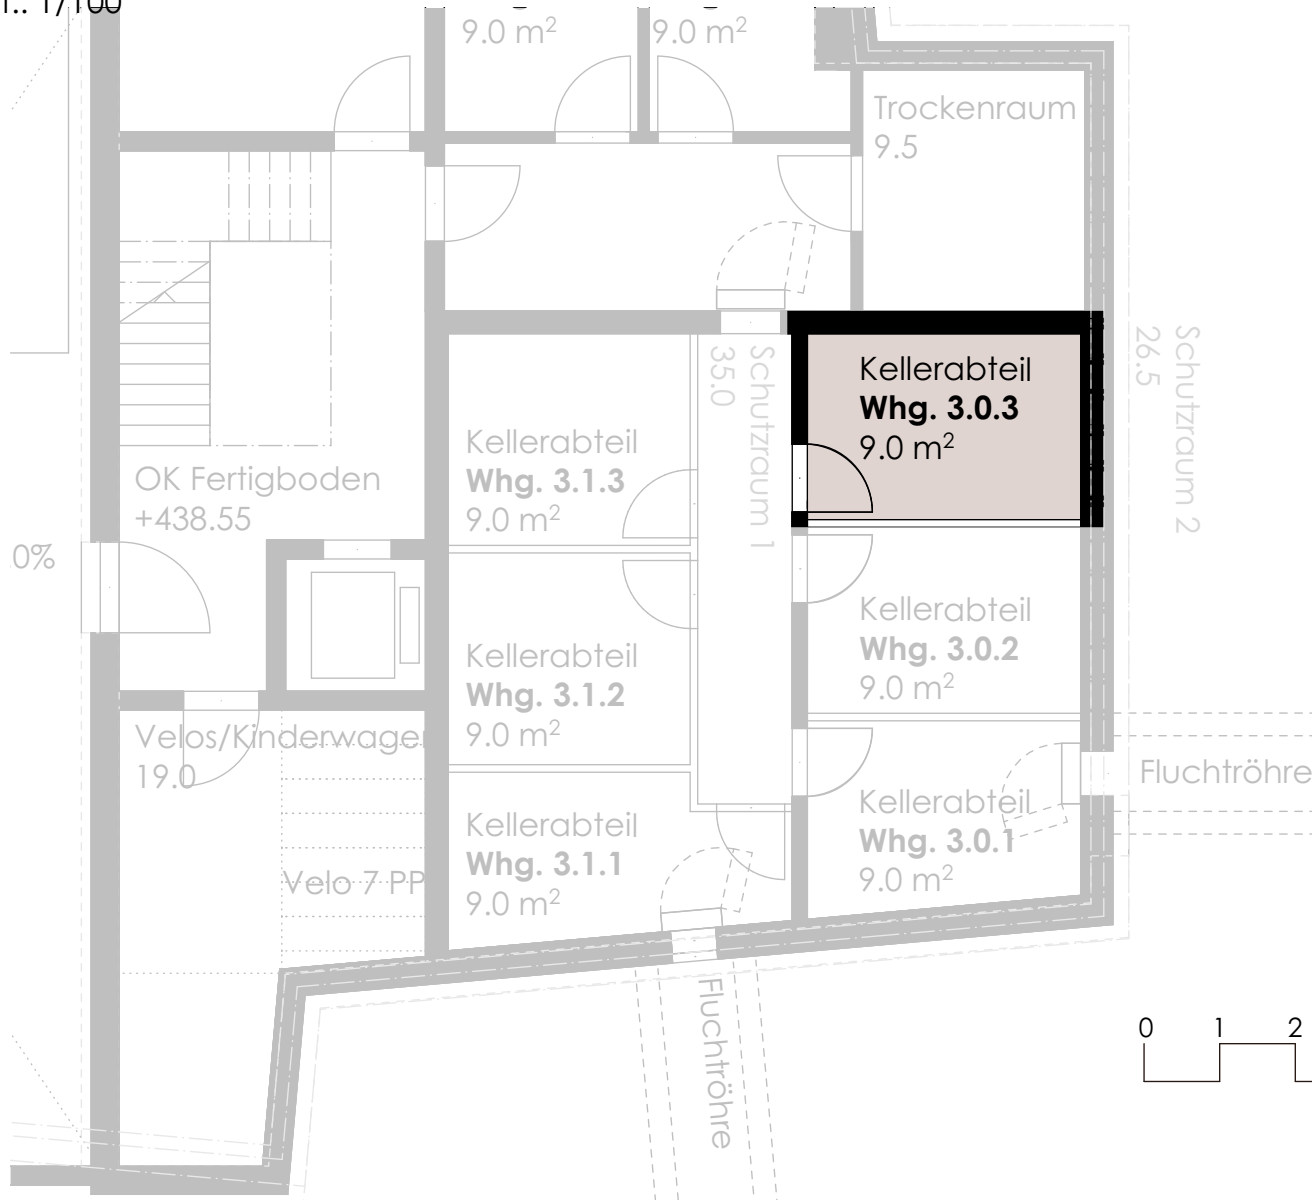 1/100
9.0 m²
9.0 m²
Trockenraum
9.5
Kellerabteil
Whg. 3.0.3
9.0 m²
Schutzraum 1
35.0
Schutzraum 2
26.5
Kellerabteil
Whg. 3.1.3
9.0 m²
OK Fertigboden
+438.55
0%
Kellerabteil
Whg. 3.0.2
9.0 m²
Kellerabteil
Whg. 3.1.2
9.0 m²
Velos/Kinderwagen
19.0
Fluchtröhre
Kellerabteil
Whg. 3.0.1
9.0 m²
Kellerabteil
Whg. 3.1.1
9.0 m²
Velo 7 PP
Fluchtröhre
0 1 2